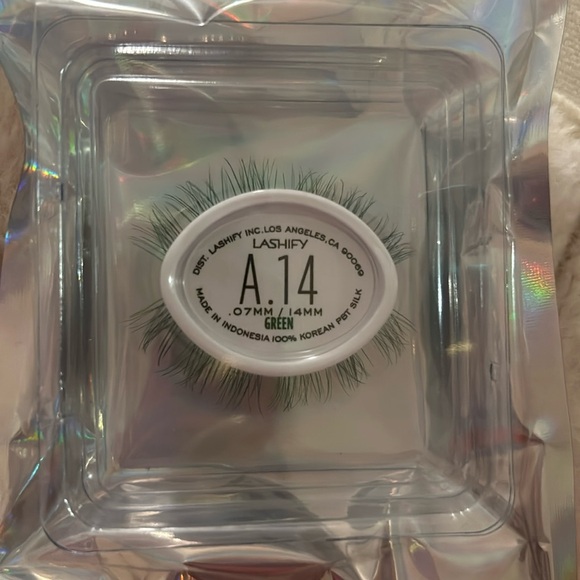 DIST. LASHIFY INC. LOS ANGELES, CA 90069
LASHIFY
A.14
.07MM / 14MM
GREEN
MADE IN INDONESIA 100% KOREAN PBT SILK